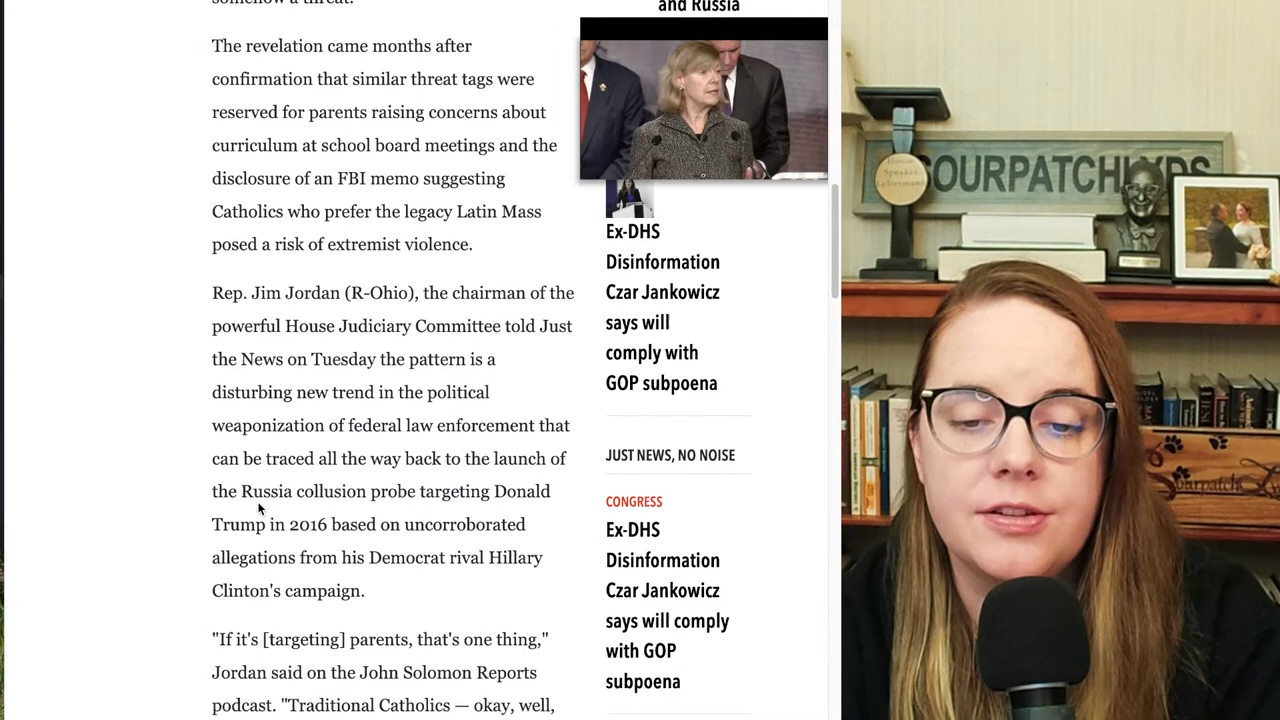 somehow a threat.
The revelation came months after
confirmation that similar threat tags were
reserved for parents raising concerns about
curriculum at school board meetings and the
disclosure of an FBI memo suggesting
Catholics who prefer the legacy Latin Mass
posed a risk of extremist violence.
Rep. Jim Jordan (R-Ohio), the chairman of the
powerful House Judiciary Committee told Just
the News on Tuesday the pattern is a
disturbing new trend in the political
weaponization of federal law enforcement that
can be traced all the way back to the launch of
the Russia collusion probe targeting Donald
Trump in 2016 based on uncorroborated
allegations from his Democrat rival Hillary
Clinton's campaign.
"If it's [targeting] parents, that's one thing,"
Jordan said on the John Solomon Reports
podcast. "Traditional Catholics — okay, well,
and Russia
Ex-DHS
Disinformation
Czar Jankowicz
says will
comply with
GOP subpoena
JUST NEWS, NO NOISE
CONGRESS
Ex-DHS
Disinformation
Czar Jankowicz
says will comply
with GOP
subpoena
House
Speaker